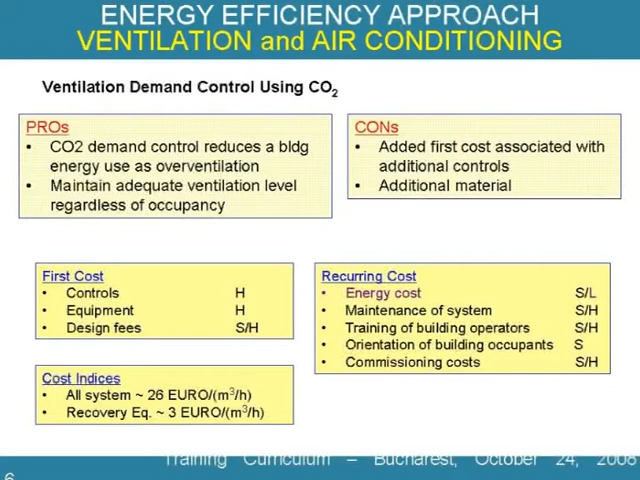 ENERGY EFFICIENCY APPROACH
VENTILATION and AIR CONDITIONING
Ventilation Demand Control Using CO2
PROs
• CO2 demand control reduces a bldg
energy use as overventilation
• Maintain adequate ventilation level
regardless of occupancy
CONs
• Added first cost associated with
additional controls
• Additional material
First Cost
• Controls H
• Equipment H
• Design fees S/H
Recurring Cost
• Energy cost S/L
• Maintenance of system S/H
• Training of building operators S/H
• Orientation of building occupants S
• Commissioning costs S/H
Cost Indices
• All system ~ 26 EURO/(m3/h)
• Recovery Eq. ~ 3 EURO/(m3/h)
Training Curriculum – Bucharest, October 24, 2008